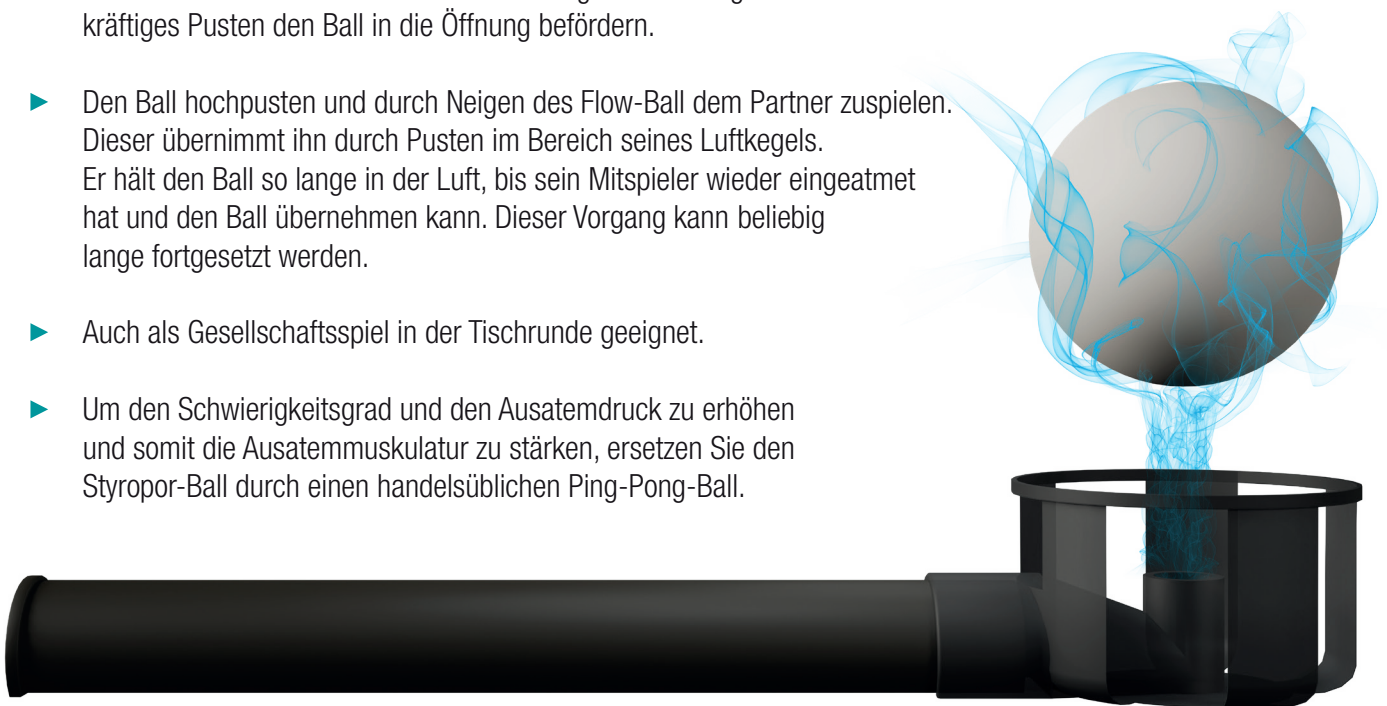 kräftiges Pusten den Ball in die Öffnung befördern.
► Den Ball hochpusten und durch Neigen des Flow-Ball dem Partner zuspielen.
Dieser übernimmt ihn durch Pusten im Bereich seines Luftkegels.
Er hält den Ball so lange in der Luft, bis sein Mitspieler wieder eingeatmet
hat und den Ball übernehmen kann. Dieser Vorgang kann beliebig
lange fortgesetzt werden.
► Auch als Gesellschaftsspiel in der Tischrunde geeignet.
► Um den Schwierigkeitsgrad und den Ausatemdruck zu erhöhen
und somit die Ausatemmuskulatur zu stärken, ersetzen Sie den
Styropor-Ball durch einen handelsüblichen Ping-Pong-Ball.